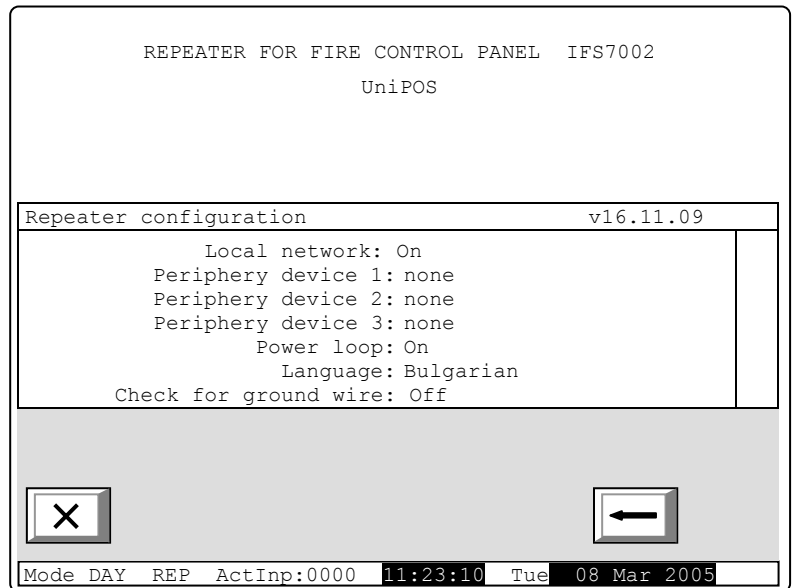 REPEATER FOR FIRE CONTROL PANEL IFS7002
UniPOS
Repeater configuration v16.11.09
Local network: On
Periphery device 1: none
Periphery device 2: none
Periphery device 3: none
Power loop: On
Language: Bulgarian
Check for ground wire: Off
Mode DAY REP ActInp:0000 11:23:10 Tue 08 Mar 2005